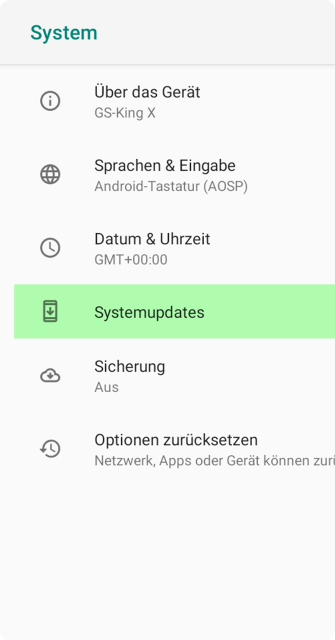 System
Über das Gerät
GS-King X
Sprachen & Eingabe
Android-Tastatur (AOSP)
Datum & Uhrzeit
GMT+00:00
Systemupdates
Sicherung
Aus
Optionen zurücksetzen
Netzwerk, Apps oder Gerät können